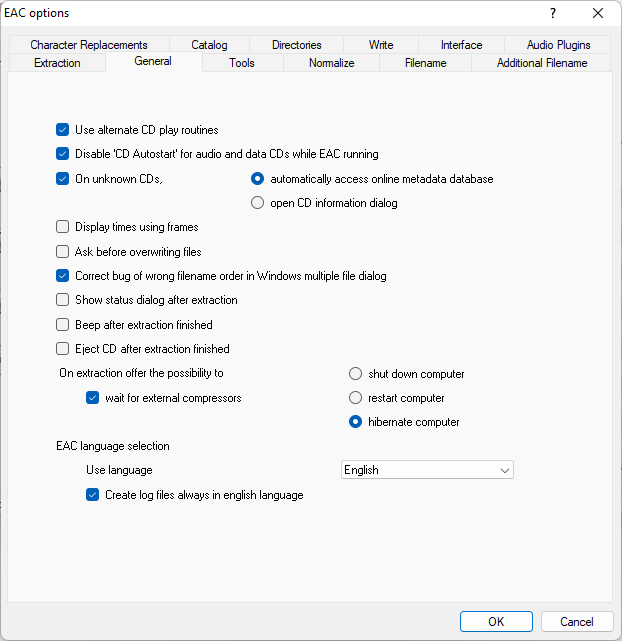 EAC options
?
Character Replacements Catalog Directories Write Interface Audio Plugins
Extraction General Tools Normalize Filename Additional Filename
Use alternate CD play routines
Disable 'CD Autostart' for audio and data CDs while EAC running
On unknown CDs, automatically access online metadata database
open CD information dialog
Display times using frames
Ask before overwriting files
Correct bug of wrong filename order in Windows multiple file dialog
Show status dialog after extraction
Beep after extraction finished
Eject CD after extraction finished
On extraction offer the possibility to shut down computer
wait for external compressors restart computer
hibernate computer
EAC language selection
Use language English
Create log files always in english language
OK Cancel